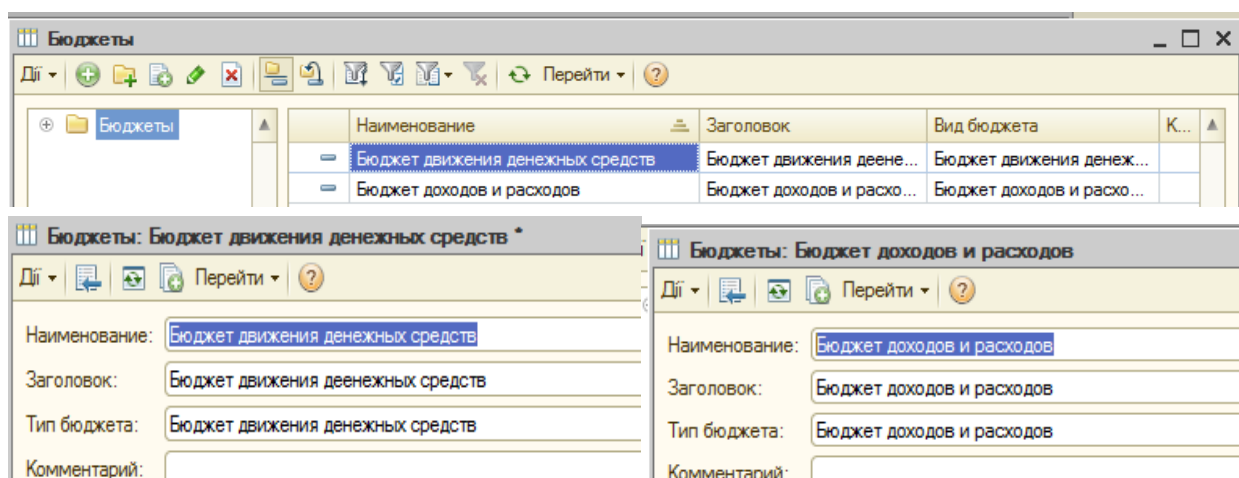 Бюджеты
Дії Перейти
Бюджеты Наименование Заголовок Вид бюджета К...
Бюджет движения денежных средств Бюджет движения деене... Бюджет движения денеж...
Бюджет доходов и расходов Бюджет доходов и расхо... Бюджет доходов и расхо...
Бюджеты: Бюджет движения денежных средств *
Дії Перейти
Наименование: Бюджет движения денежных средств
Заголовок: Бюджет движения деенежных средств
Тип бюджета: Бюджет движения денежных средств
Комментарий:
Бюджеты: Бюджет доходов и расходов
Дії Перейти
Наименование: Бюджет доходов и расходов
Заголовок: Бюджет доходов и расходов
Тип бюджета: Бюджет доходов и расходов
Комментарий: